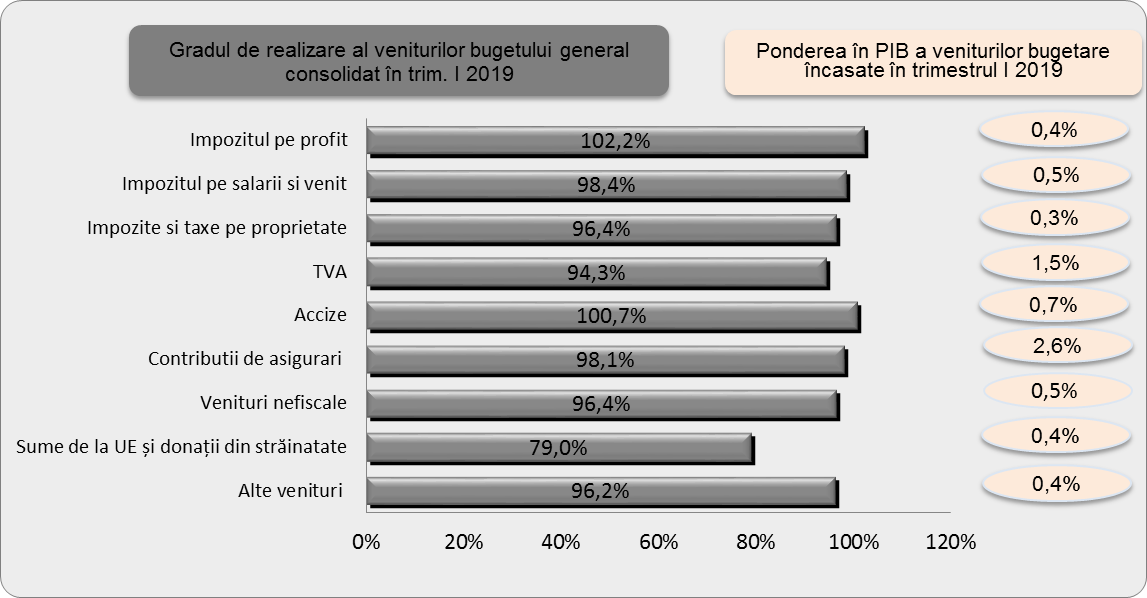 Gradul de realizare al veniturilor bugetului general
consolidat în trim. I 2019
Ponderea în PIB a veniturilor bugetare
încasate în trimestrul I 2019
Impozitul pe profit 102,2% 0,4%
Impozitul pe salarii si venit 98,4% 0,5%
Impozite si taxe pe proprietate 96,4% 0,3%
TVA 94,3% 1,5%
Accize 100,7% 0,7%
Contributii de asigurari 98,1% 2,6%
Venituri nefiscale 96,4% 0,5%
Sume de la UE și donații din străinatate 79,0% 0,4%
Alte venituri 96,2% 0,4%
0% 20% 40% 60% 80% 100% 120%